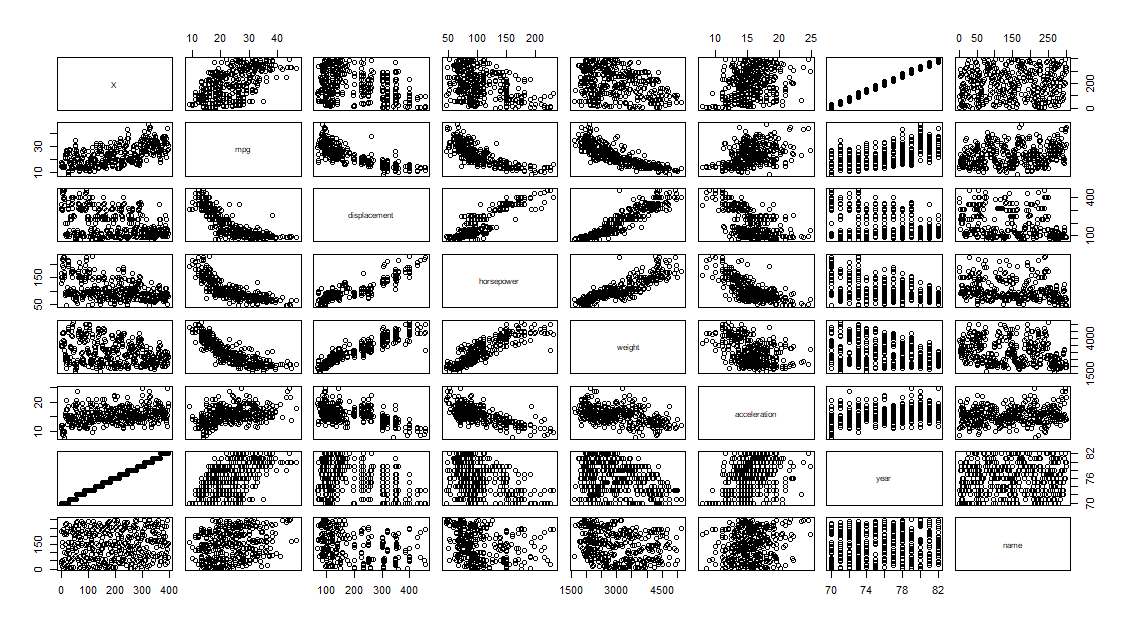 10 20 30 40 50 100 150 200 10 15 20 25 0 50 150 250
X 0 200
10 30 mpg
displacement 100 400
50 150 horsepower
weight 1500 4000
10 20 acceleration
year 70 76 82
0 150 name
0 100 200 300 400 100 200 300 400 1500 3000 4500 70 74 78 82